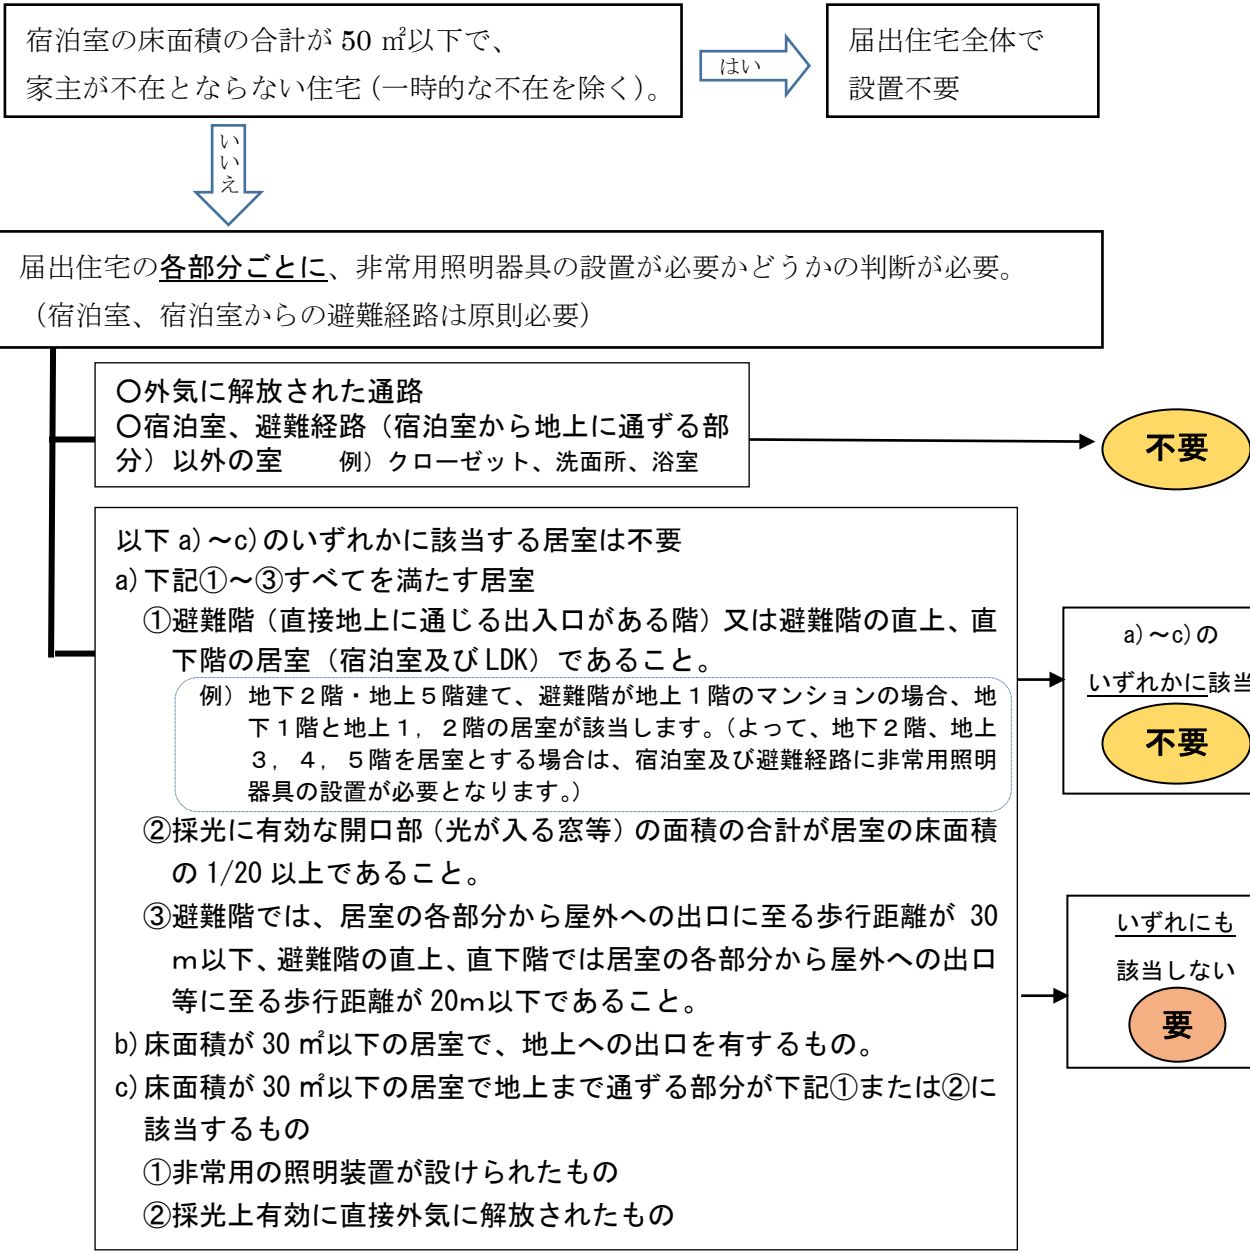 宿泊室の床面積の合計が 50 ㎡以下で、
家主が不在とならない住宅（一時的な不在を除く）。
はい
届出住宅全体で
設置不要
いいえ
届出住宅の各部分ごとに、非常用照明器具の設置が必要かどうかの判断が必要。
（宿泊室、宿泊室からの避難経路は原則必要）
〇外気に解放された通路
〇宿泊室、避難経路（宿泊室から地上に通ずる部
分）以外の室　　例）クローゼット、洗面所、浴室
不要
以下 a)～c)のいずれかに該当する居室は不要
a)下記①～③すべてを満たす居室
①避難階（直接地上に通じる出入口がある階）又は避難階の直上、直
下階の居室（宿泊室及び LDK）であること。
例）地下２階・地上５階建て、避難階が地上１階のマンションの場合、地
下１階と地上１，２階の居室が該当します。（よって、地下２階、地上
３，４，５階を居室とする場合は、宿泊室及び避難経路に非常用照明
器具の設置が必要となります。）
②採光に有効な開口部（光が入る窓等）の面積の合計が居室の床面積
の 1/20 以上であること。
③避難階では、居室の各部分から屋外への出口に至る歩行距離が 30
ｍ以下、避難階の直上、直下階では居室の各部分から屋外への出口
等に至る歩行距離が 20ｍ以下であること。
b)床面積が 30 ㎡以下の居室で、地上への出口を有するもの。
c)床面積が 30 ㎡以下の居室で地上まで通ずる部分が下記①または②に
該当するもの
①非常用の照明装置が設けられたもの
②採光上有効に直接外気に解放されたもの
a)～c)の
いずれかに該当
不要
いずれにも
該当しない
要